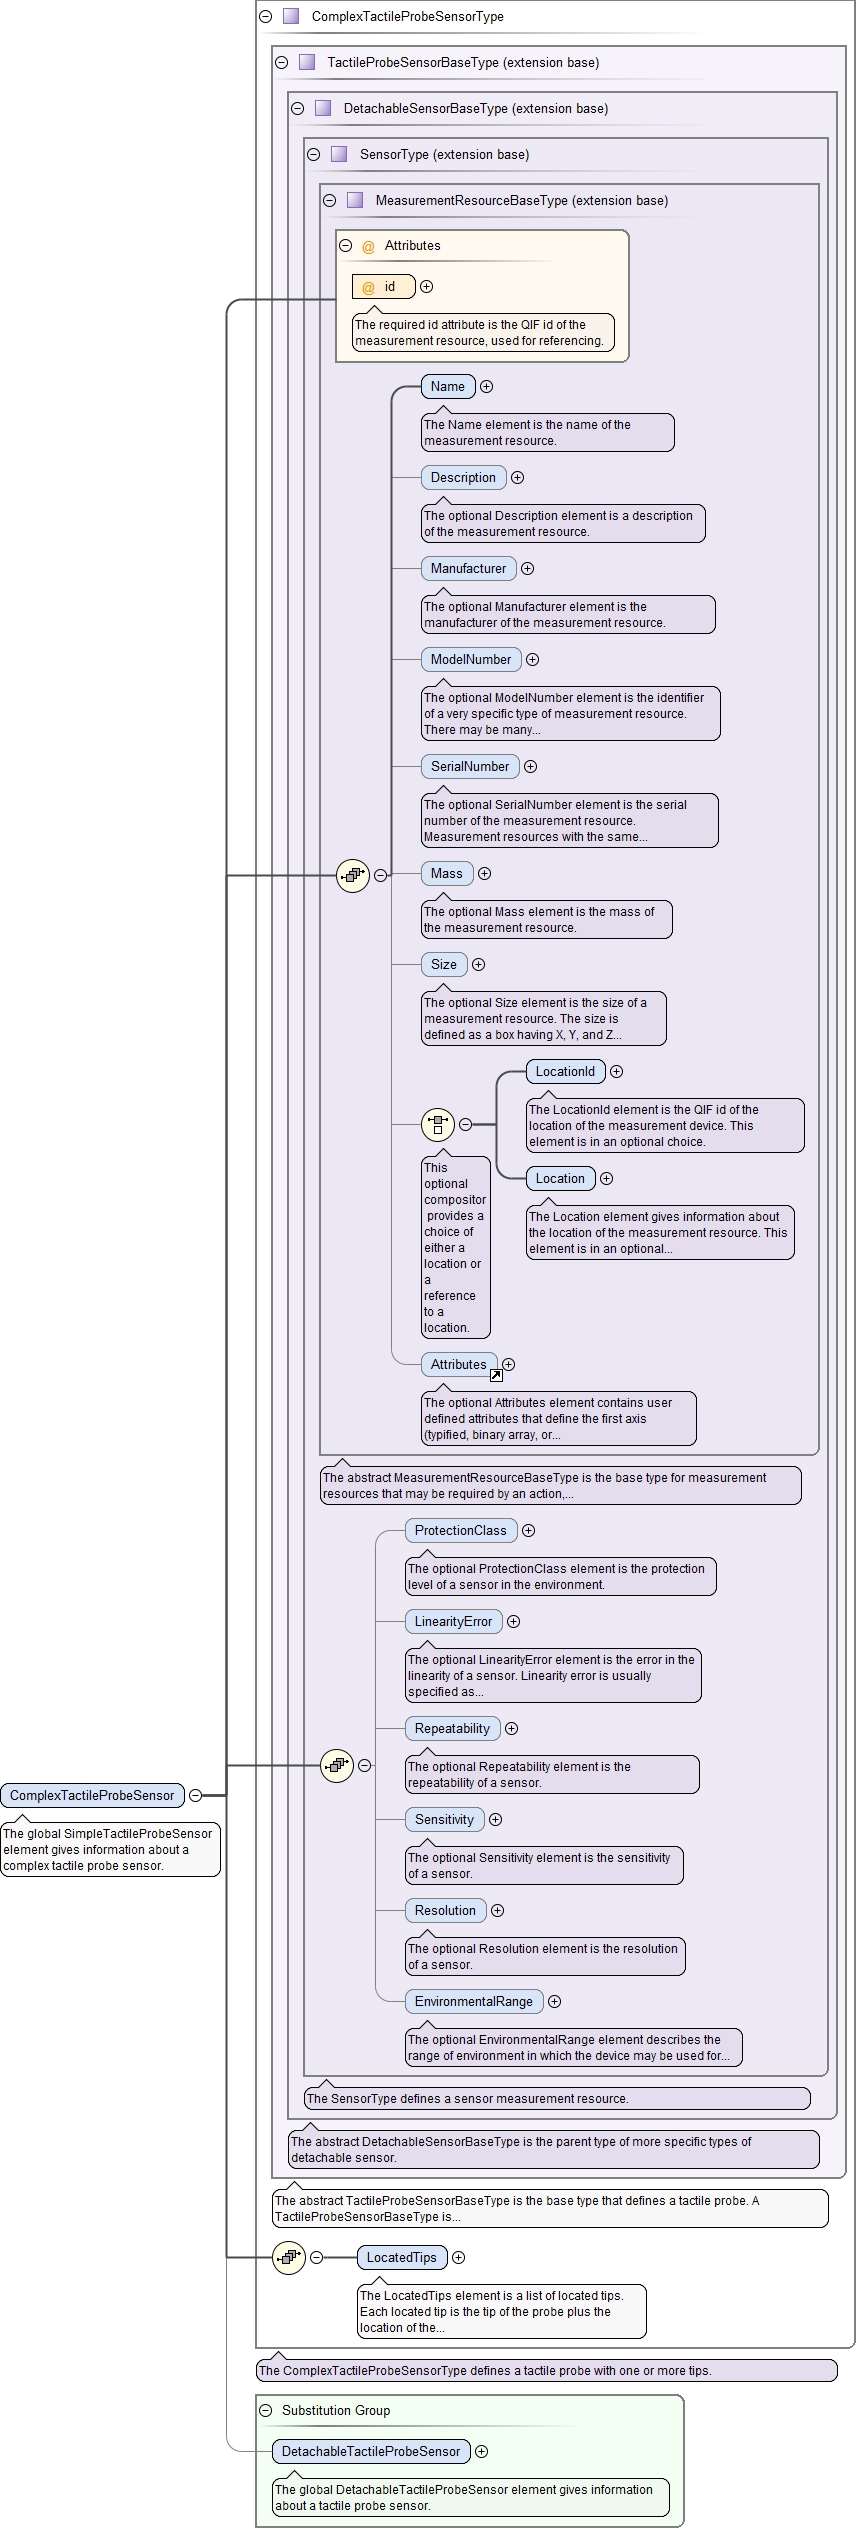 ComplexTactileProbeSensorType
TactileProbeSensorBaseType (extension base)
DetachableSensorBaseType (extension base)
SensorType (extension base)
MeasurementResourceBaseType (extension base)
@ Attributes
@ id
The required id attribute is the QIF id of the
measurement resource, used for referencing.
Name
The Name element is the name of the
measurement resource.
Description
The optional Description element is a description
of the measurement resource.
Manufacturer
The optional Manufacturer element is the
manufacturer of the measurement resource.
ModelNumber
The optional ModelNumber element is the identifier
of a very specific type of measurement resource.
There may be many...
SerialNumber
The optional SerialNumber element is the serial
number of the measurement resource.
Measurement resources with the same...
Mass
The optional Mass element is the mass of
the measurement resource.
Size
The optional Size element is the size of a
measurement resource. The size is
defined as a box having X, Y, and Z...
LocationId
The LocationId element is the QIF id of the
location of the measurement device. This
element is in an optional choice.
This
optional
compositor
provides a
choice of
either a
location or
a
reference
to a
location.
Location
The Location element gives information about
the location of the measurement resource. This
element is in an optional...
Attributes
The optional Attributes element contains user
defined attributes that define the first axis
(typified, binary array, or...
The abstract MeasurementResourceBaseType is the base type for measurement
resources that may be required by an action,...
ProtectionClass
The optional ProtectionClass element is the protection
level of a sensor in the environment.
LinearityError
The optional LinearityError element is the error in the
linearity of a sensor. Linearity error is usually
specified as...
Repeatability
The optional Repeatability element is the
repeatability of a sensor.
ComplexTactileProbeSensor
The global SimpleTactileProbeSensor
element gives information about a
complex tactile probe sensor.
Sensitivity
The optional Sensitivity element is the sensitivity
of a sensor.
Resolution
The optional Resolution element is the resolution
of a sensor.
EnvironmentalRange
The optional EnvironmentalRange element describes the
range of environment in which the device may be used for...
The SensorType defines a sensor measurement resource.
The abstract DetachableSensorBaseType is the parent type of more specific types of
detachable sensor.
The abstract TactileProbeSensorBaseType is the base type that defines a tactile probe. A
TactileProbeSensorBaseType is...
LocatedTips
The LocatedTips element is a list of located tips.
Each located tip is the tip of the probe plus the
location of the...
The ComplexTactileProbeSensorType defines a tactile probe with one or more tips.
Substitution Group
DetachableTactileProbeSensor
The global DetachableTactileProbeSensor element gives information
about a tactile probe sensor.